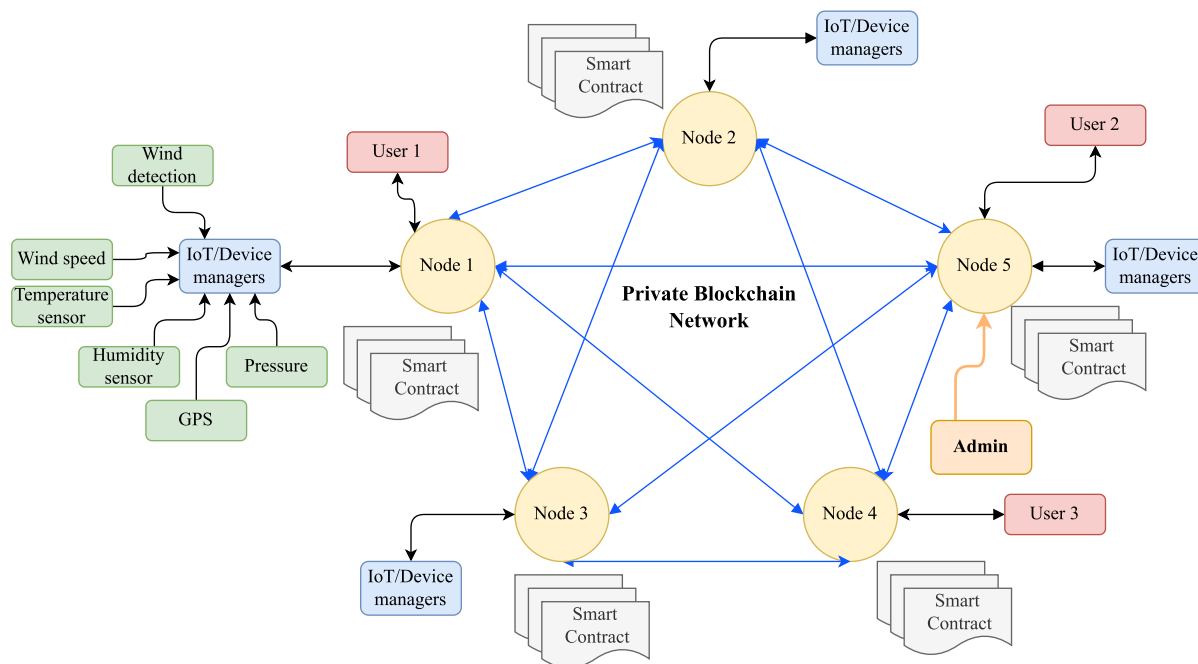 Smart
Contract
IoT/Device
managers
Node 2
User 1
User 2
Wind
detection
Wind speed
IoT/Device
managers
Temperature
sensor
Humidity
sensor
Pressure
GPS
Node 1
Private Blockchain
Network
Node 5
IoT/Device
managers
Smart
Contract
Smart
Contract
Admin
Node 3
Node 4
User 3
IoT/Device
managers
Smart
Contract
Smart
Contract